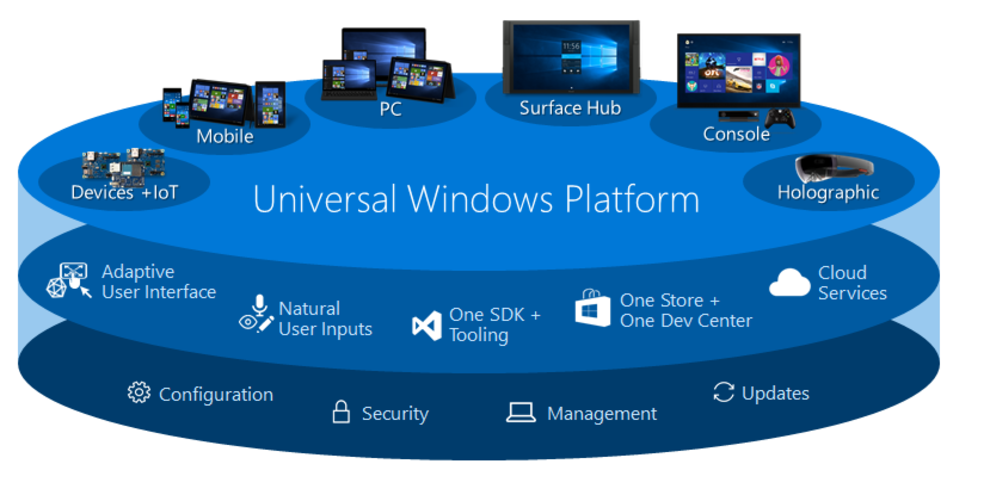 PC
Surface Hub
Mobile
Console
Devices +IoT
Holographic
Universal Windows Platform
Adaptive
User Interface
Natural
User Inputs
One SDK +
Tooling
One Store +
One Dev Center
Cloud
Services
Configuration
Security
Management
Updates
11:56